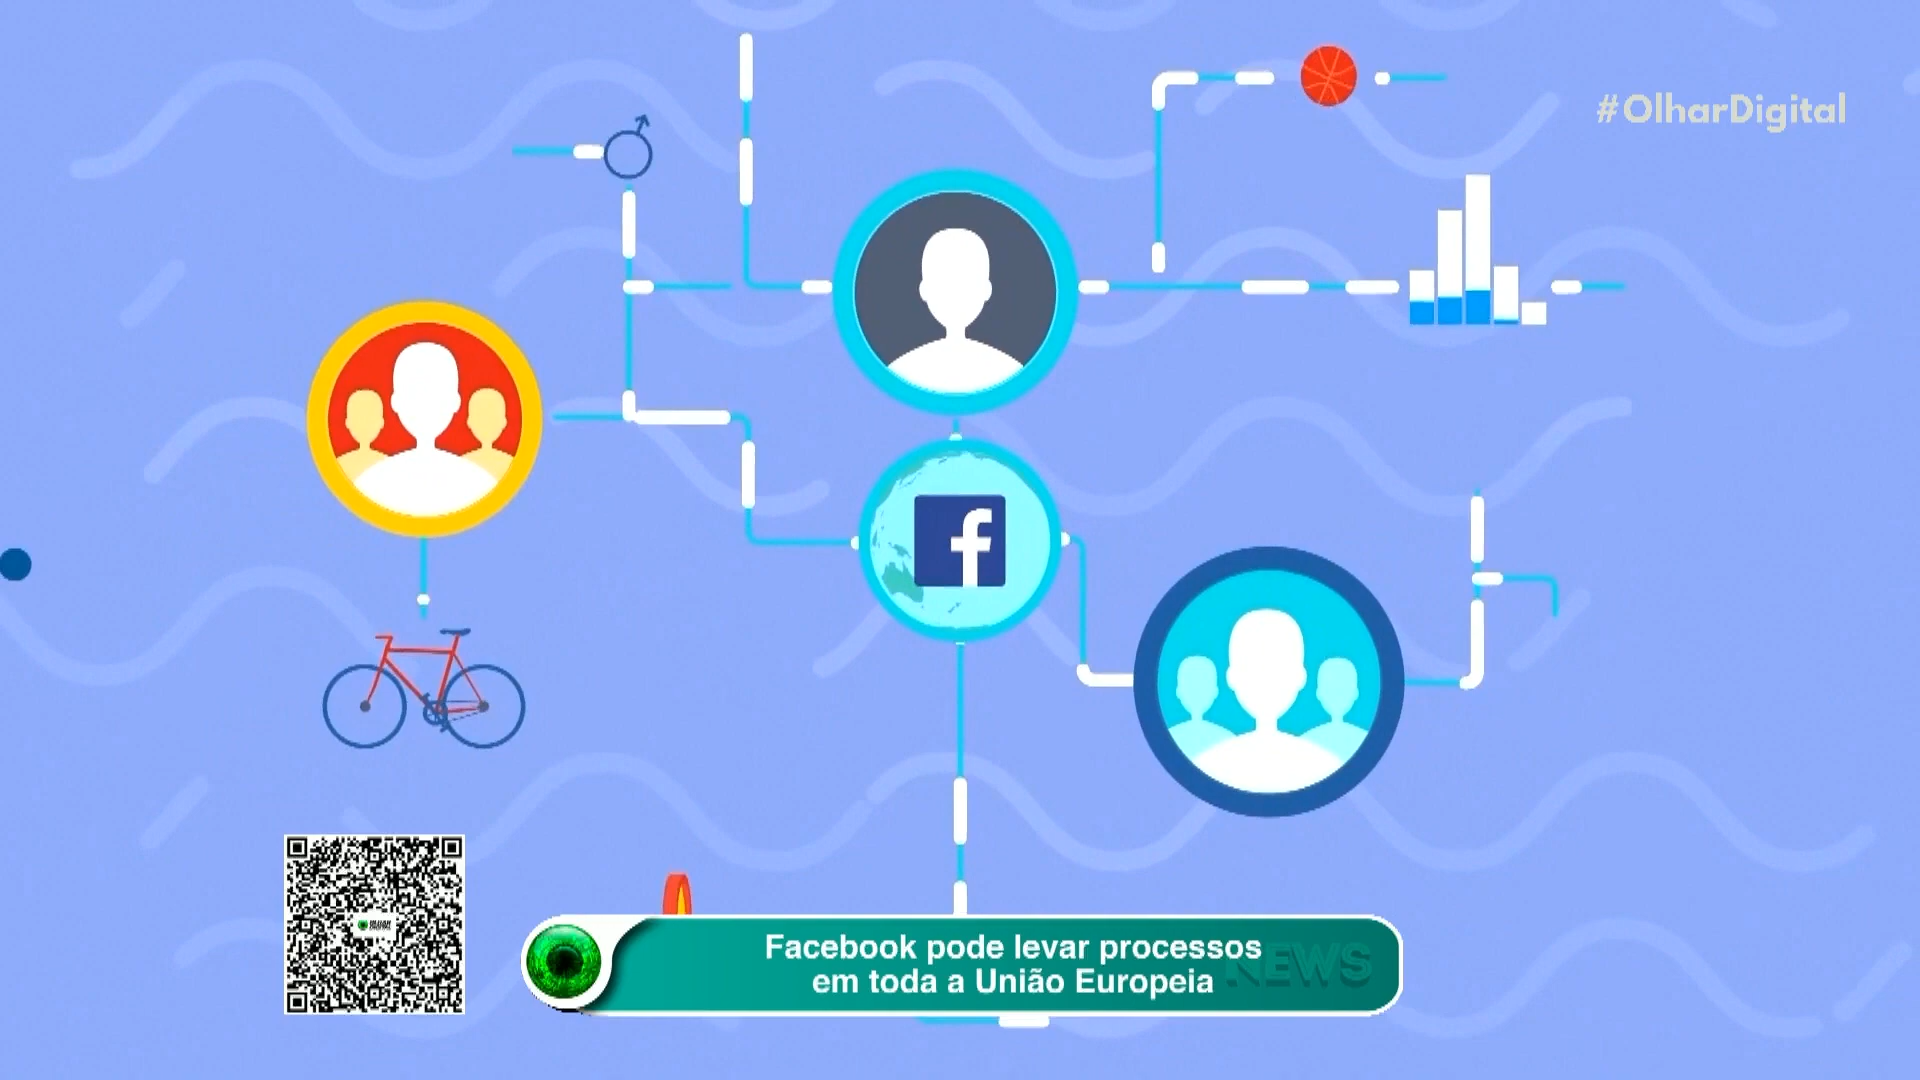 #OlharDigital
f
Facebook pode levar processos
em toda a União Europeia
NEWS